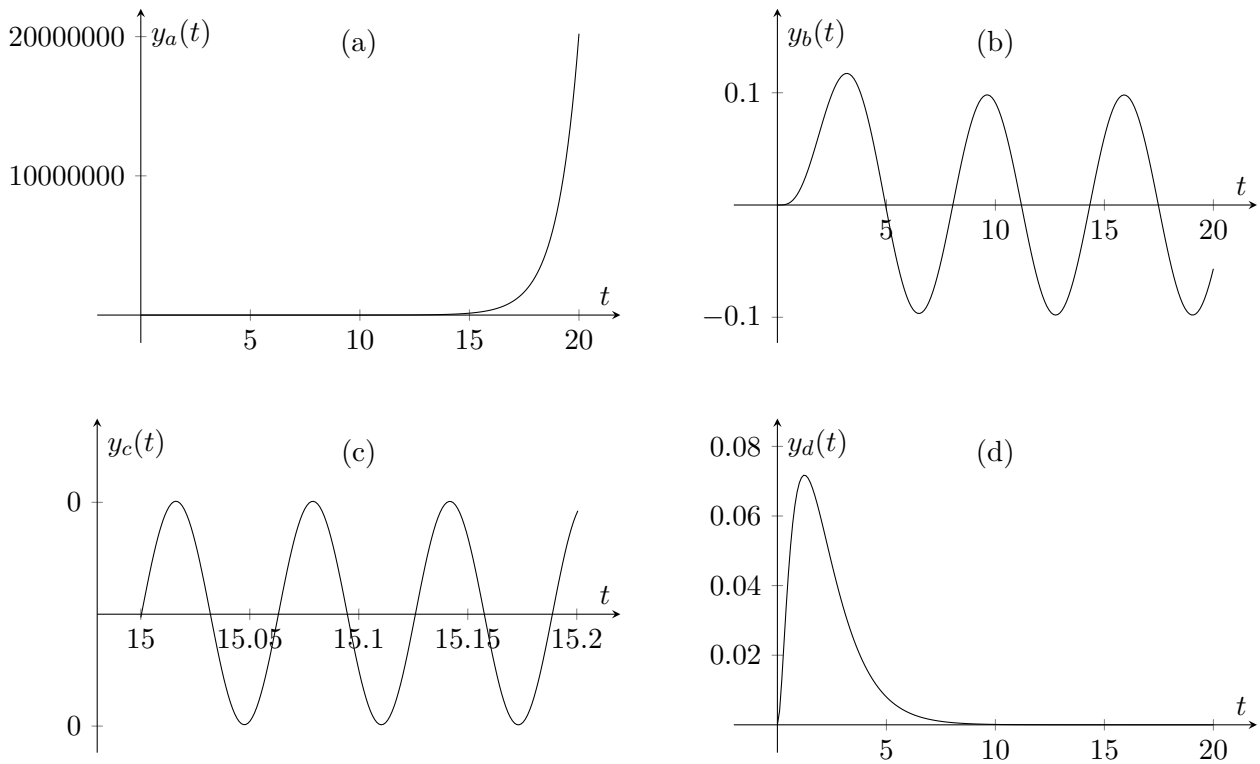 20000000
10000000
y_a(t)
(a)
t
5 10 15 20
0.1
−0.1
y_b(t)
(b)
t
5 10 15 20
0
0
y_c(t)
(c)
t
15 15.05 15.1 15.15 15.2
0.08
0.06
0.04
0.02
y_d(t)
(d)
t
5 10 15 20